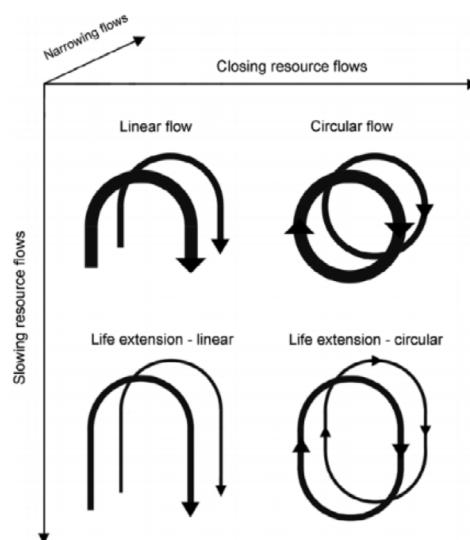 Narrowing flows
Closing resource flows
Linear flow
Circular flow
Slowing resource flows
Life extension - linear
Life extension - circular